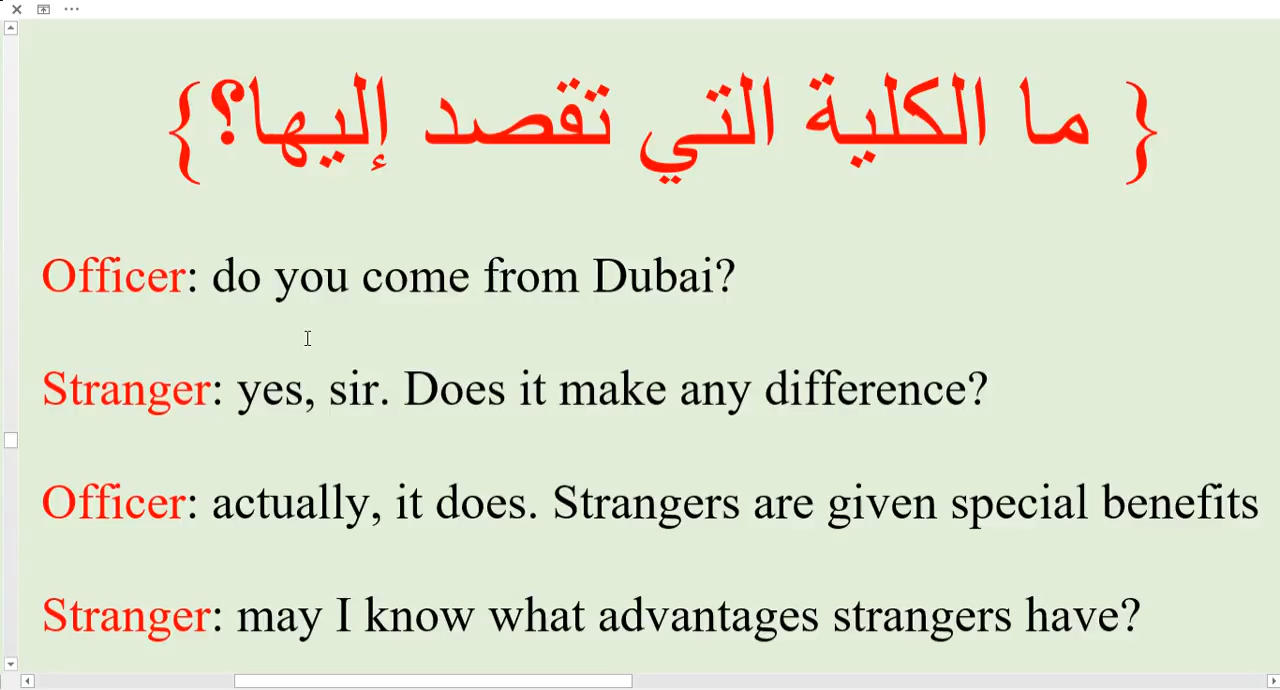 { ما الكلية التي تقصد إليها؟}
Officer: do you come from Dubai?
Stranger: yes, sir. Does it make any difference?
Officer: actually, it does. Strangers are given special benefits
Stranger: may I know what advantages strangers have?